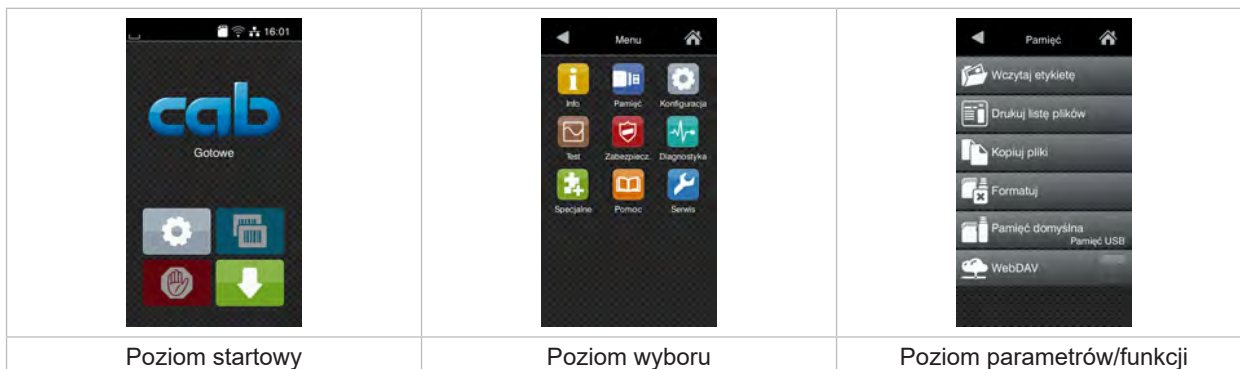 16:01
cab
Gotowe
Menu
Info
Pamięć
Konfiguracja
Test
Zabezpiecz.
Diagnostyka
Specjalne
Pomoc
Serwis
Pamięć
Wczytaj etykietę
Drukuj listę plików
Kopiuj pliki
Formatuj
Pamięć domyślna
Pamięć USB
WebDAV
Poziom startowy
Poziom wyboru
Poziom parametrów/funkcji